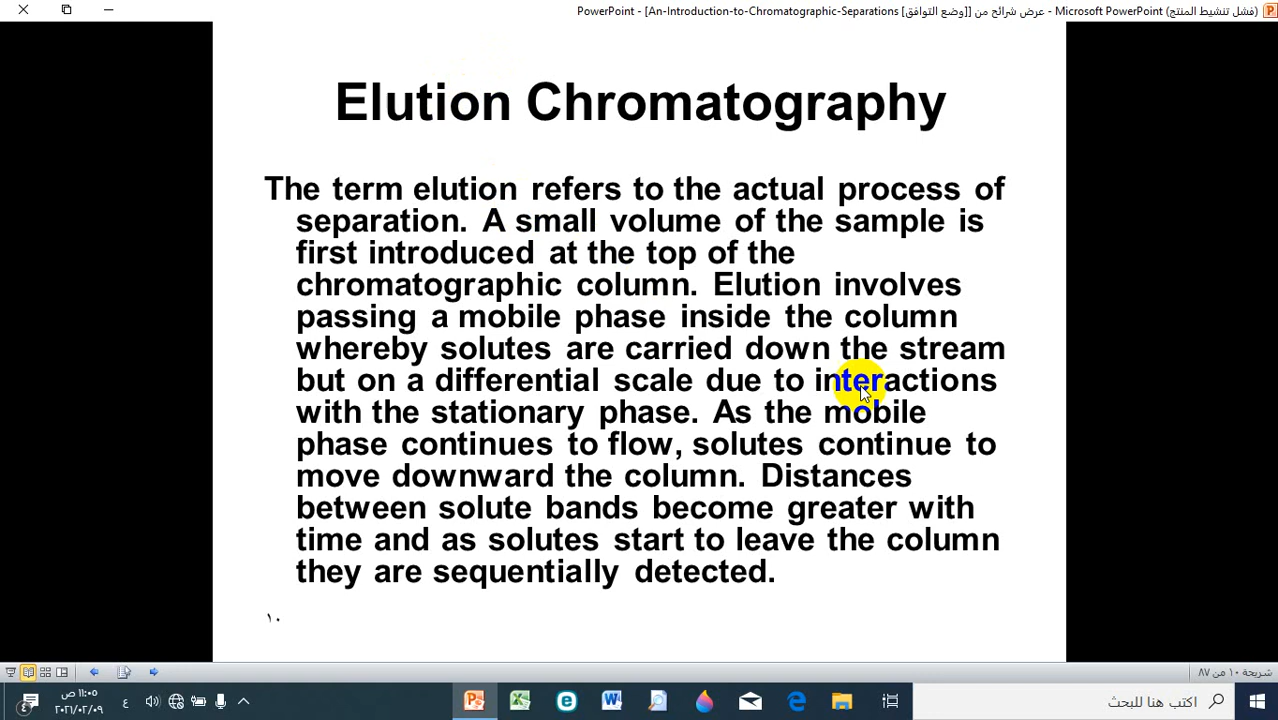 PowerPoint - [An-Introduction-to-Chromatographic-Separations [وضع التوافق]] عرض شرائح من - Microsoft PowerPoint (فشل تنشيط المنتج)
Elution Chromatography
The term elution refers to the actual process of
separation. A small volume of the sample is
first introduced at the top of the
chromatographic column. Elution involves
passing a mobile phase inside the column
whereby solutes are carried down the stream
but on a differential scale due to interactions
with the stationary phase. As the mobile
phase continues to flow, solutes continue to
move downward the column. Distances
between solute bands become greater with
time and as solutes start to leave the column
they are sequentially detected.
١٠
شريحة ١٠ من ٨٧
١١:٠٥ ص
٢٠٢١/٠٢/٠٩
ع
اكتب هنا للبحث